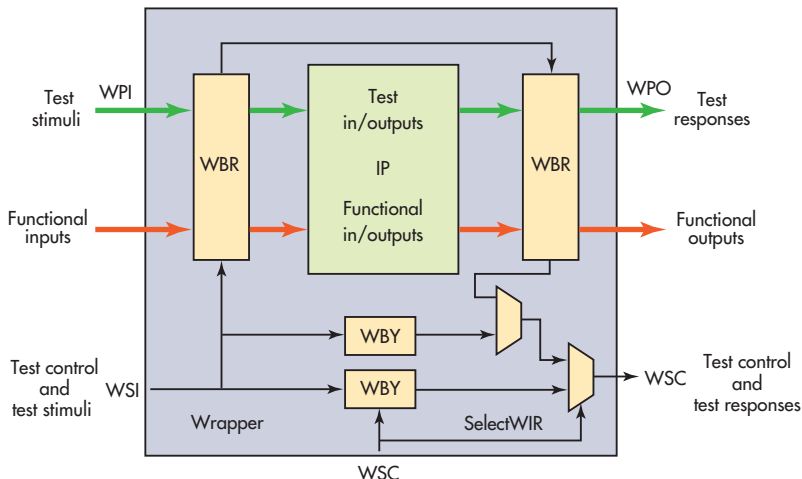 WPI
Test
stimuli
WBR
Test
in/outputs
IP
Functional
in/outputs
WBR
WPO
Test
responses
Functional
inputs
Functional
outputs
WBY
WBY
Test control
and
test stimuli
WSI
Wrapper
SelectWIR
WSC
Test control
and
test responses
WSC